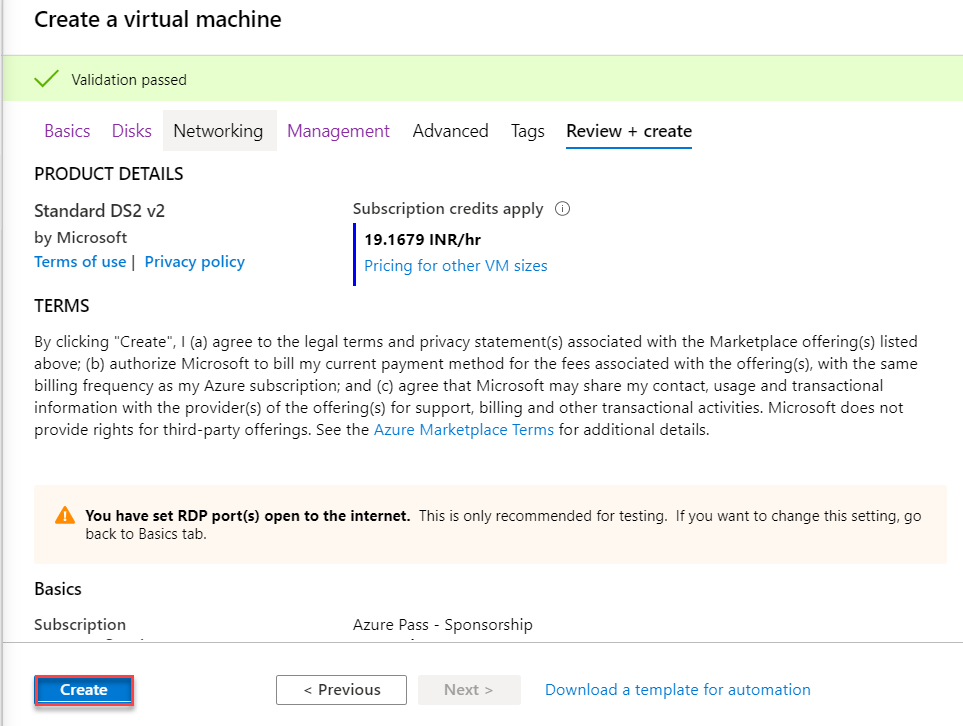 Create a virtual machine
Validation passed
Basics Disks Networking Management Advanced Tags Review + create
PRODUCT DETAILS
Standard DS2 v2
by Microsoft
Terms of use | Privacy policy
Subscription credits apply
19.1679 INR/hr
Pricing for other VM sizes
TERMS
By clicking "Create", I (a) agree to the legal terms and privacy statement(s) associated with the Marketplace offering(s) listed
above; (b) authorize Microsoft to bill my current payment method for the fees associated with the offering(s), with the same
billing frequency as my Azure subscription; and (c) agree that Microsoft may share my contact, usage and transactional
information with the provider(s) of the offering(s) for support, billing and other transactional activities. Microsoft does not
provide rights for third-party offerings. See the Azure Marketplace Terms for additional details.
You have set RDP port(s) open to the internet. This is only recommended for testing. If you want to change this setting, go
back to Basics tab.
Basics
Subscription Azure Pass - Sponsorship
Create < Previous Next > Download a template for automation